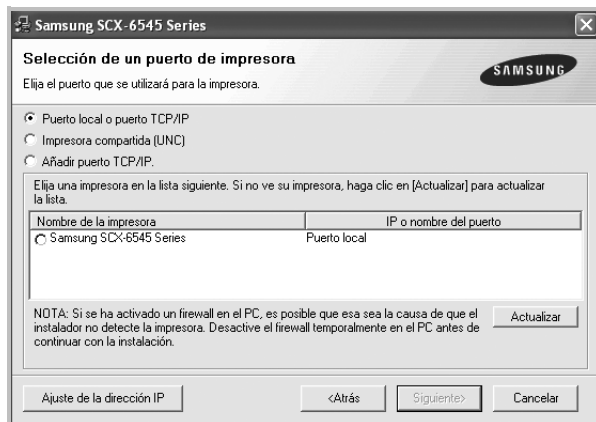 Samsung SCX-6545 Series
Selección de un puerto de impresora
Elija el puerto que se utilizará para la impresora.
SAMSUNG
Puerto local o puerto TCP/IP
Impresora compartida (UNC)
Añadir puerto TCP/IP.
Elija una impresora en la lista siguiente. Si no ve su impresora, haga clic en [Actualizar] para actualizar
la lista.
Nombre de la impresora IP o nombre del puerto
Samsung SCX-6545 Series Puerto local
NOTA: Si se ha activado un firewall en el PC, es posible que esa sea la causa de que el
instalador no detecte la impresora. Desactive el firewall temporalmente en el PC antes de
continuar con la instalación.
Actualizar
Ajuste de la dirección IP <Atrás Siguiente> Cancelar